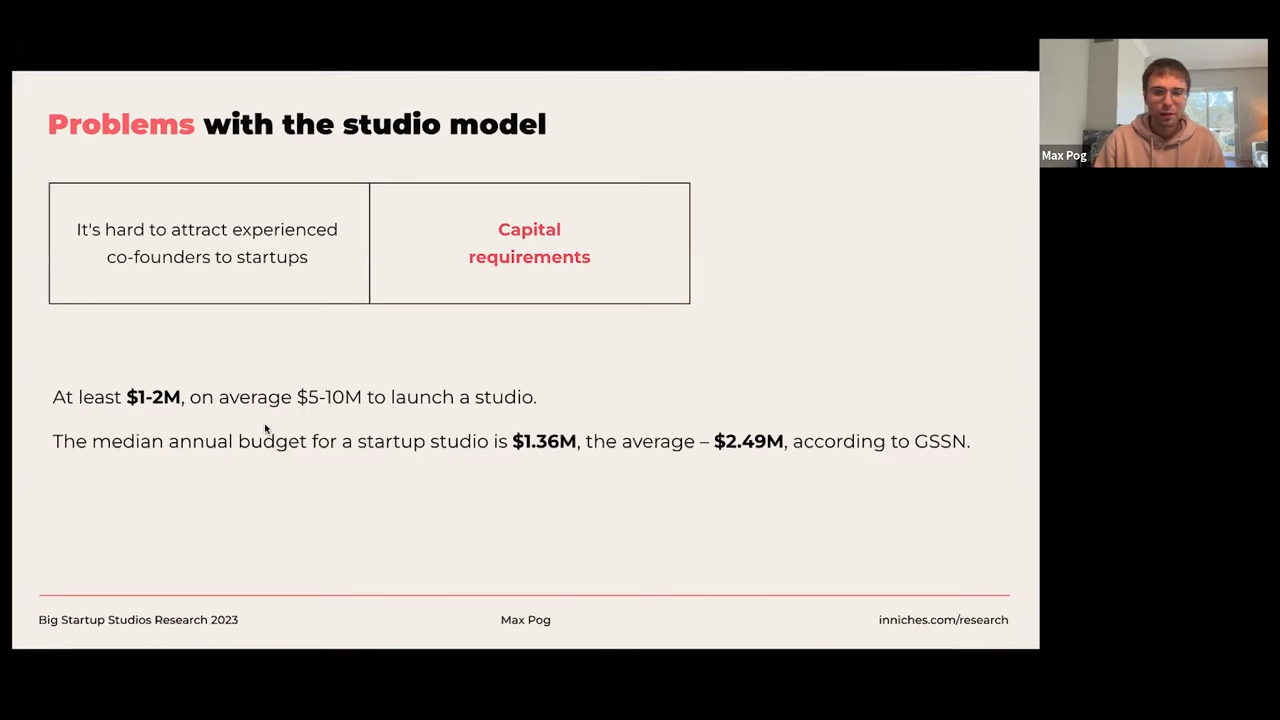 Problems with the studio model
It's hard to attract experienced
co-founders to startups
Capital
requirements
At least $1-2M, on average $5-10M to launch a studio.
The median annual budget for a startup studio is $1.36M, the average – $2.49M, according to GSSN.
Big Startup Studios Research 2023
Max Pog
inniches.com/research
Max Pog